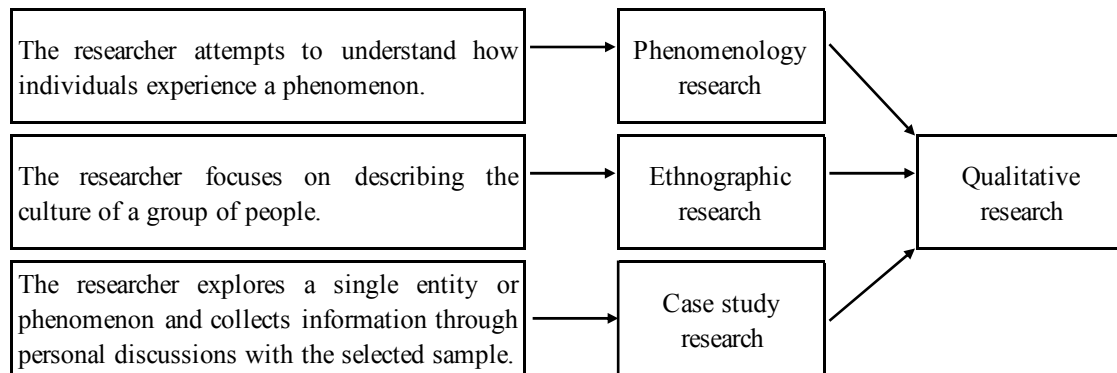 The researcher attempts to understand how
individuals experience a phenomenon.
Phenomenology
research
The researcher focuses on describing the
culture of a group of people.
Ethnographic
research
Qualitative
research
The researcher explores a single entity or
phenomenon and collects information through
personal discussions with the selected sample.
Case study
research